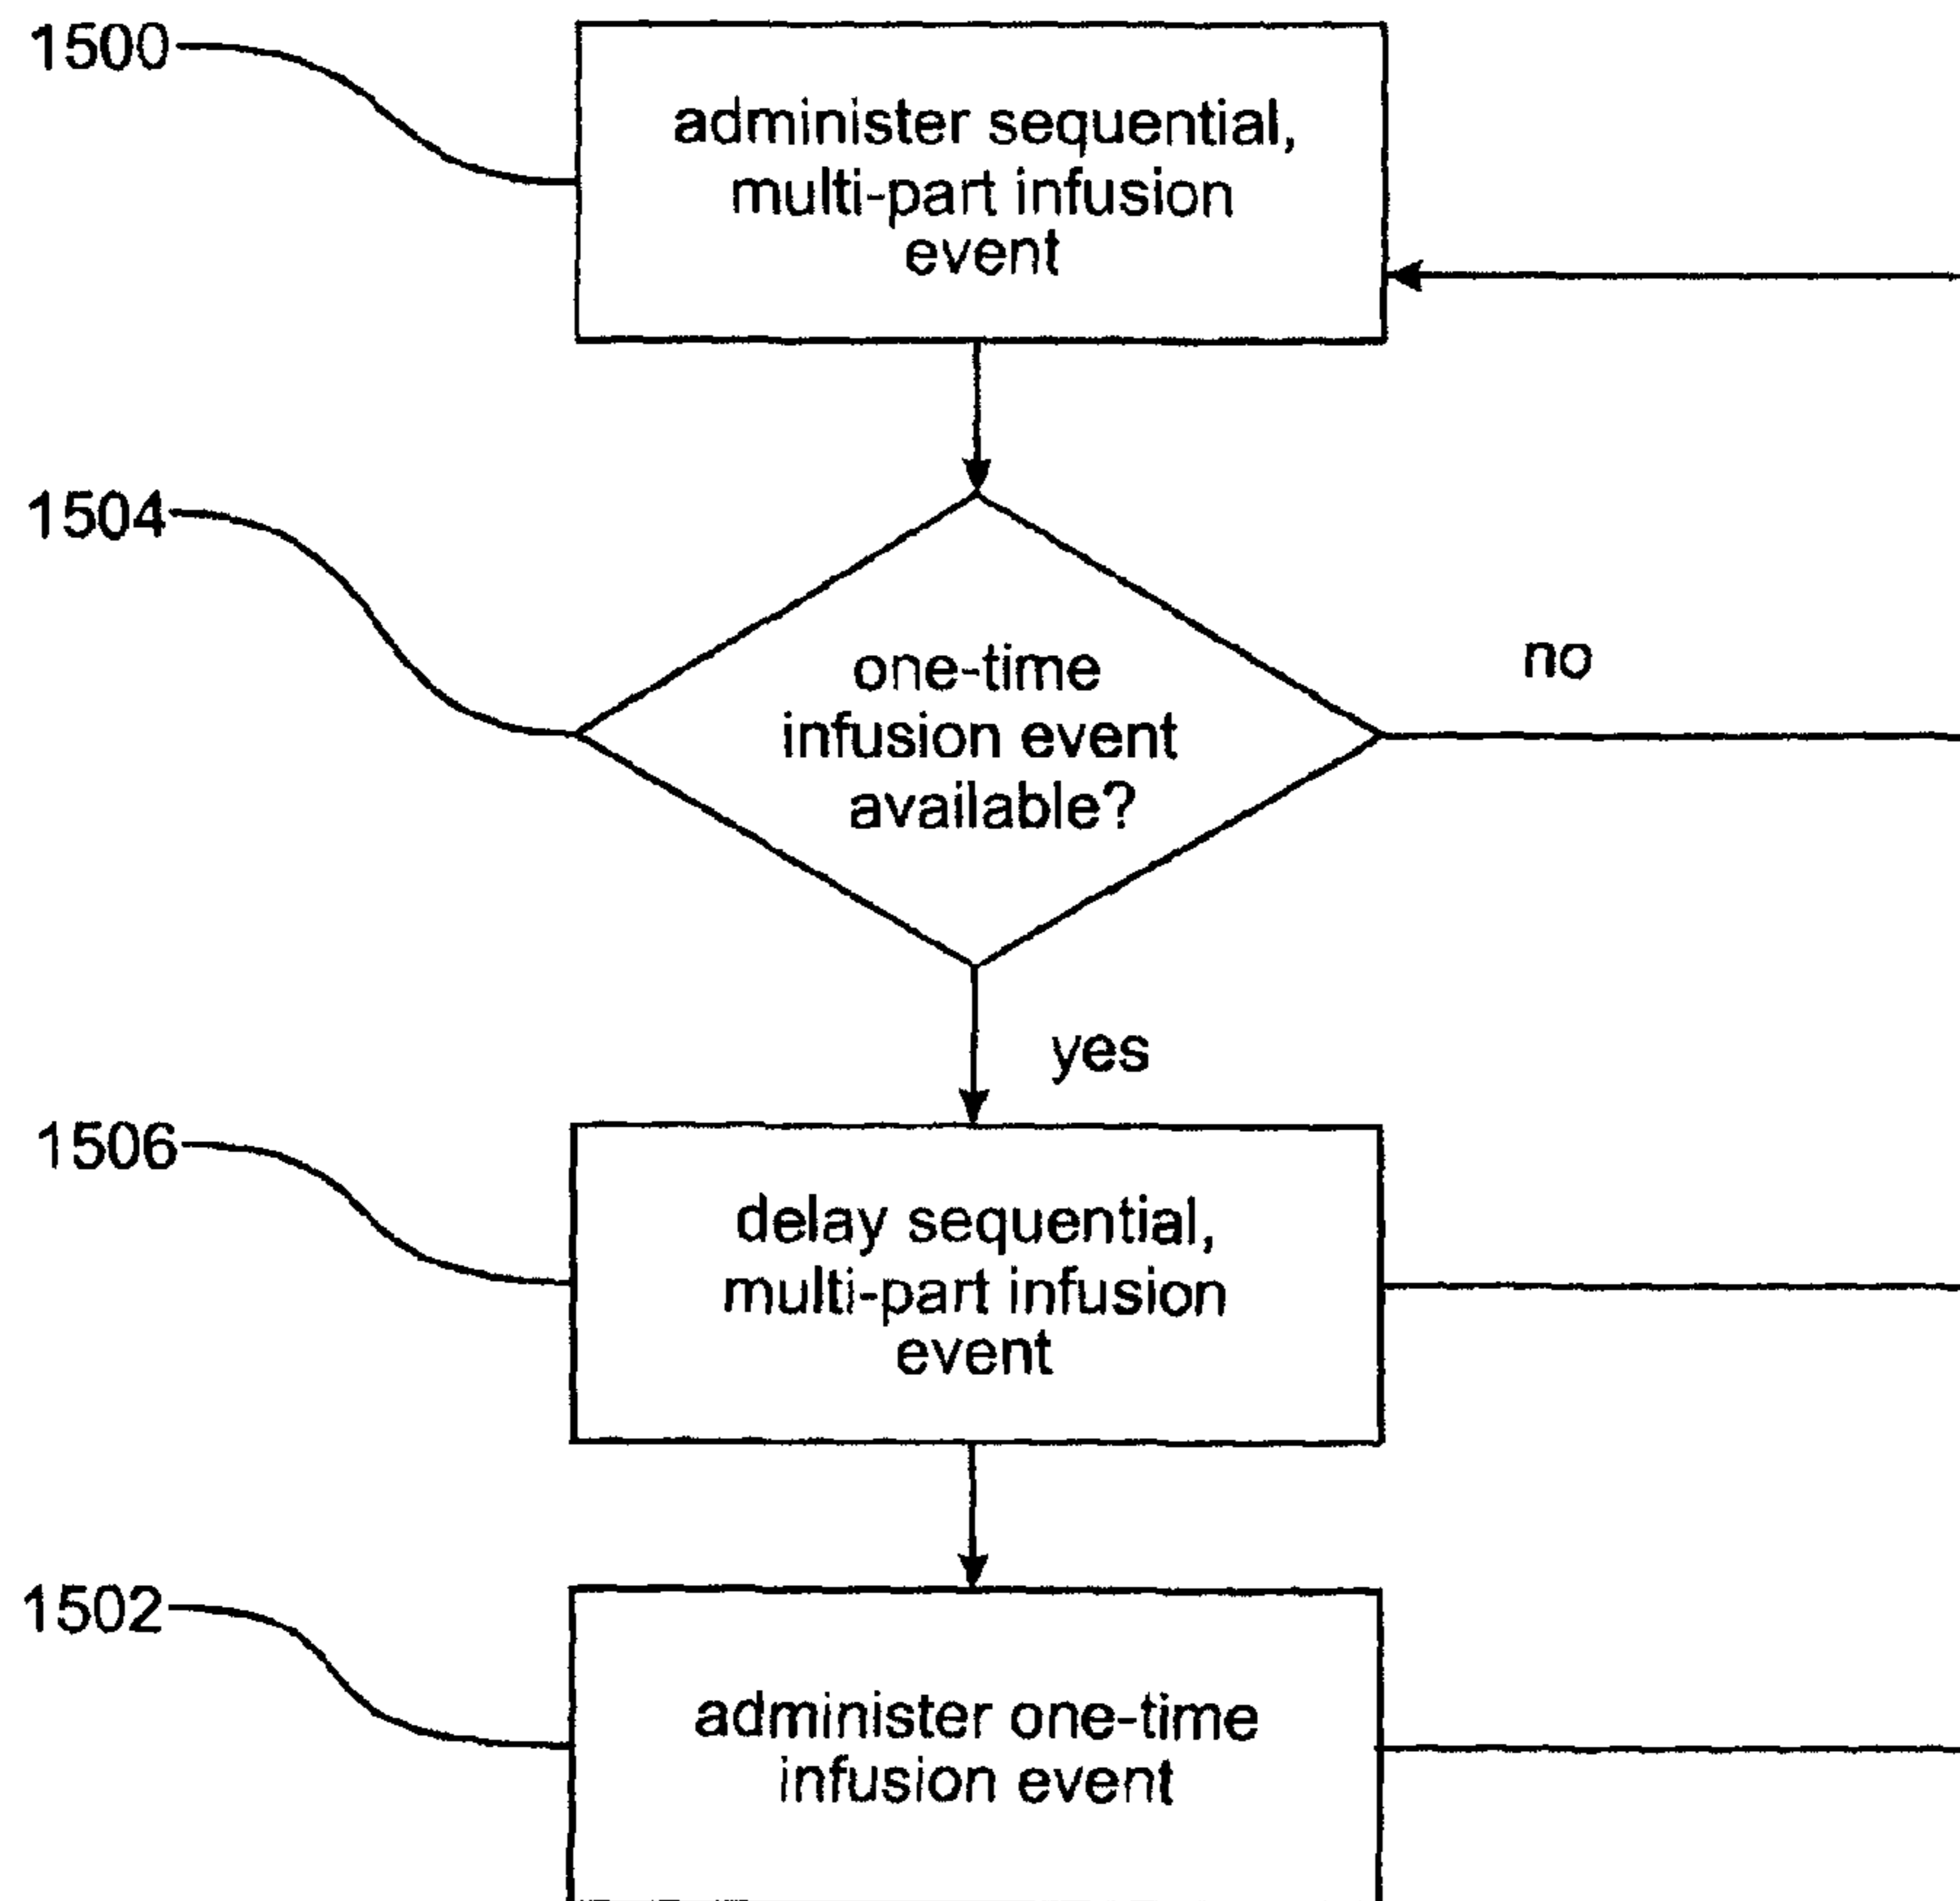 1500
administer sequential,
multi-part infusion
event
1504
one-time
infusion event
available?
no
yes
1506
delay sequential,
multi-part infusion
event
1502
administer one-time
infusion event